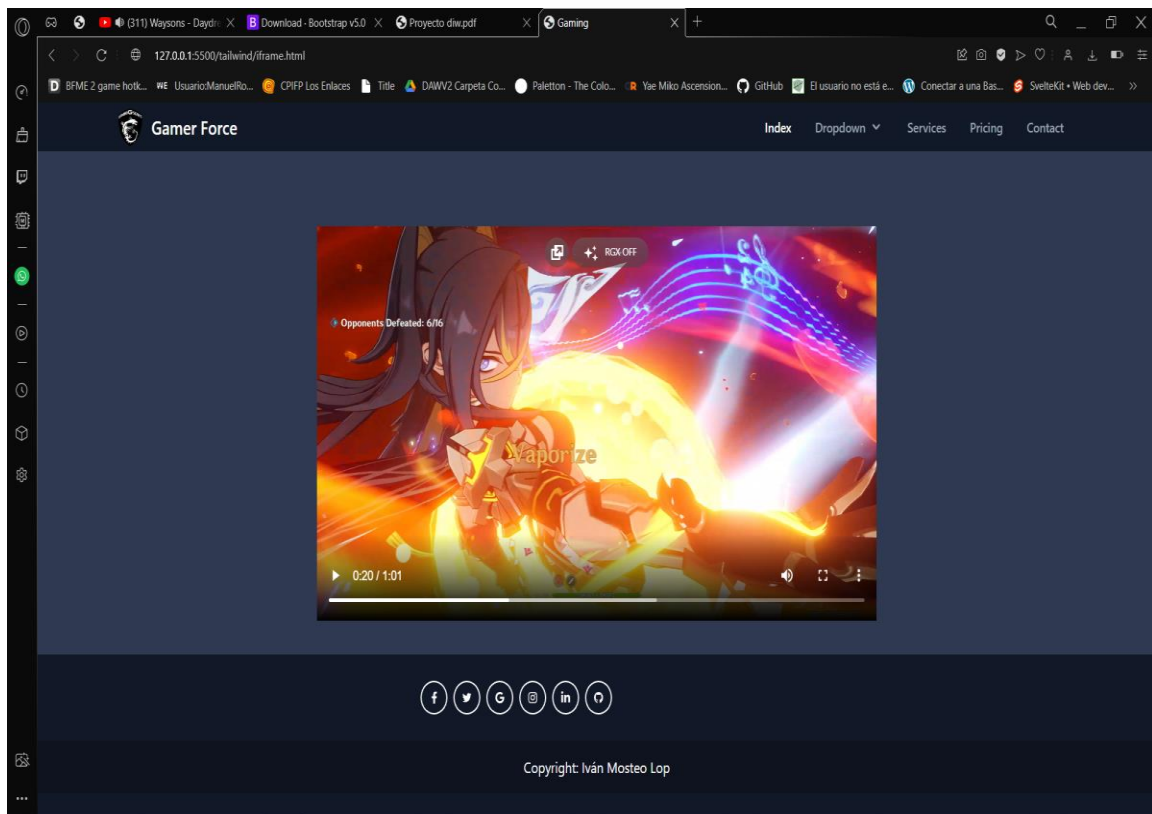 (311) Waysons - Daydre
Download - Bootstrap v5.0
Proyecto diw.pdf
Gaming
127.0.0.1:5500/tailwind/iframe.html
BFME 2 game hotk...
Usuario:ManuelRo...
CPIFP Los Enlaces
Title
DAWV2 Carpeta Co...
Paletton - The Colo...
Yae Miko Ascension...
GitHub
El usuario no está e...
Conectar a una Bas...
SvelteKit • Web dev...
Gamer Force
Index
Dropdown
Services
Pricing
Contact
RGX OFF
Opponents Defeated: 6/16
Vaporize
0:20 / 1:01
Copyright: Iván Mosteo Lop